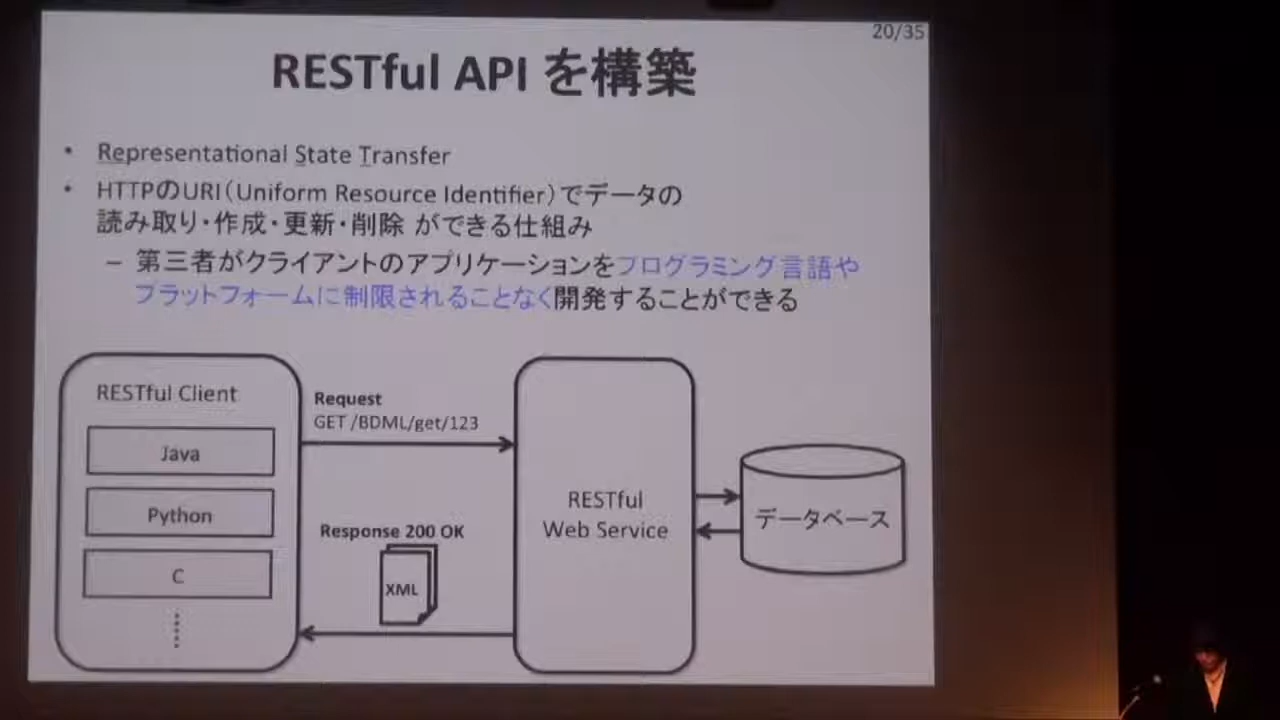 20/35
RESTful API を構築
• Representational State Transfer
• HTTPのURI（Uniform Resource Identifier）でデータの
読み取り・作成・更新・削除 ができる仕組み
– 第三者がクライアントのアプリケーションをプログラミング言語や
プラットフォームに制限されることなく開発することができる
RESTful Client
Java
Python
C
Request
GET /BDML/get/123
Response 200 OK
XML
RESTful
Web Service
データベース